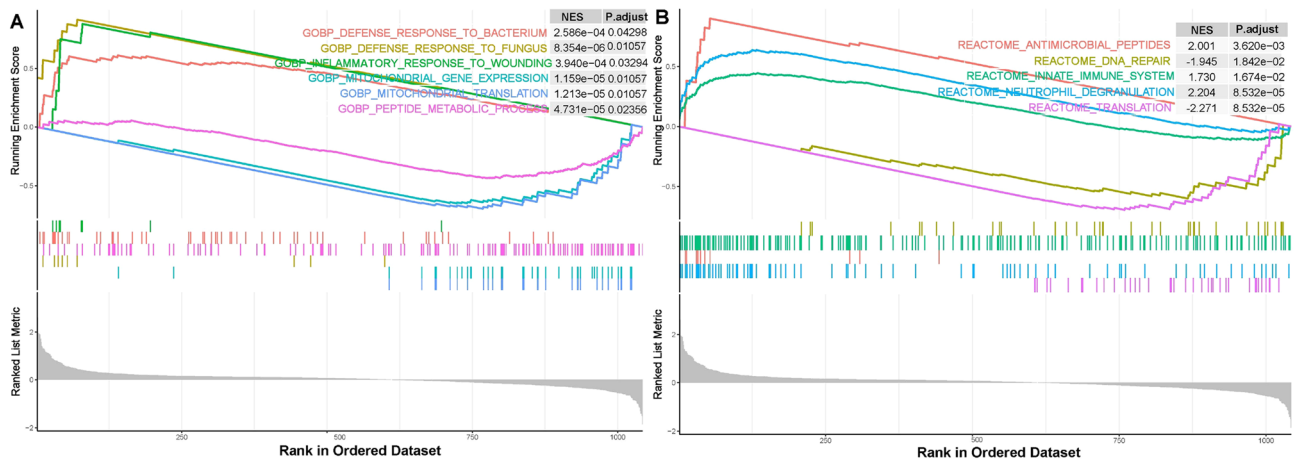 A
NES P.adjust
GOBP_DEFENSE_RESPONSE_TO_BACTERIUM 2.586e-04 0.04298
GOBP_DEFENSE_RESPONSE_TO_FUNGUS 8.354e-06 0.01057
GOBP_INFLAMMATORY_RESPONSE_TO_WOUNDING 3.940e-04 0.03294
GOBP_MITOCHONDRIAL_GENE_EXPRESSION 1.159e-05 0.01057
GOBP_MITOCHONDRIAL_TRANSLATION 1.213e-05 0.01057
GOBP_PEPTIDE_METABOLIC_PROCESS 4.731e-05 0.02356
Running Enrichment Score
0.5
0.0
−0.5
Ranked List Metric
2
0
−2
250 500 750 1000
Rank in Ordered Dataset
B
NES P.adjust
REACTOME_ANTIMICROBIAL_PEPTIDES 2.001 3.620e-03
REACTOME_DNA_REPAIR -1.945 1.842e-02
REACTOME_INNATE_IMMUNE_SYSTEM 1.730 1.674e-02
REACTOME_NEUTROPHIL_DEGRANULATION 2.204 8.532e-05
REACTOME_TRANSLATION -2.271 8.532e-05
Running Enrichment Score
0.5
0.0
−0.5
Ranked List Metric
2
0
−2
250 500 750 1000
Rank in Ordered Dataset